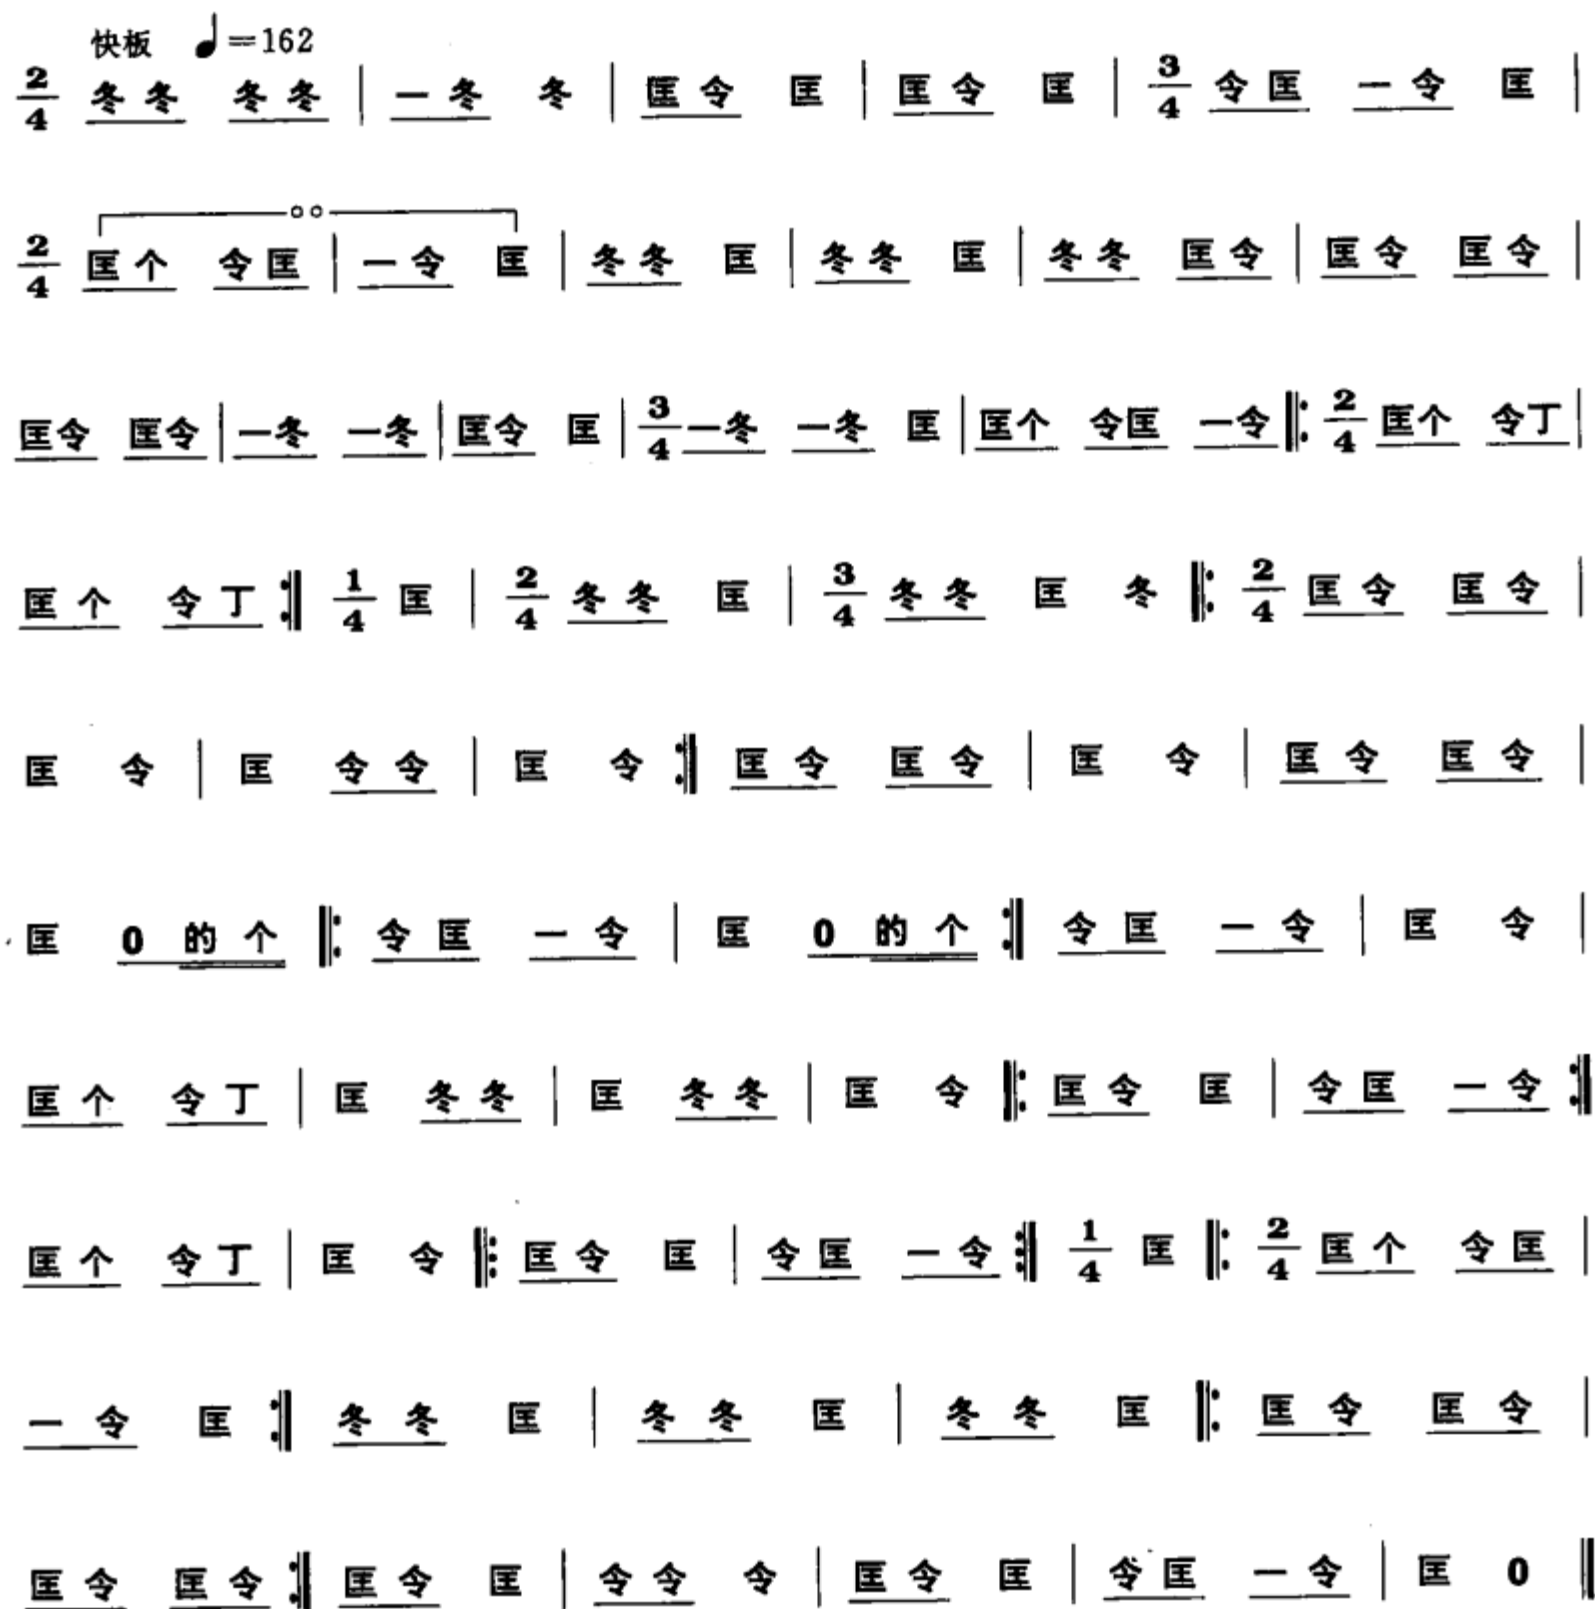 快板 ♩=162
2/4 冬冬 冬冬 | 一冬 冬 | 匡令 匡 | 匡令 匡 | 3/4 令匡 一令 匡 |
2/4 匡个 令匡 | 一令 匡 | 冬冬 匡 | 冬冬 匡 | 冬冬 匡令 | 匡令 匡令 |
匡令 匡令 | 一冬 一冬 | 匡令 匡 | 3/4 一冬 一冬 匡 | 匡个 令匡 一令 ‖: 2/4 匡个 令丁 |
匡个 令丁 :‖ 1/4 匡 | 2/4 冬冬 匡 | 3/4 冬冬 匡 冬 ‖: 2/4 匡令 匡令 |
匡 令 | 匡 令令 | 匡 令 :‖ 匡令 匡令 | 匡 令 | 匡令 匡令 |
匡 0的个 ‖: 令匡 一令 | 匡 0的个 :‖ 令匡 一令 | 匡 令 |
匡个 令丁 | 匡 冬冬 | 匡 冬冬 | 匡 令 ‖: 匡令 匡 | 令匡 一令 :‖
匡个 令丁 | 匡 令 ‖: 匡令 匡 | 令匡 一令 :‖ 1/4 匡 ‖: 2/4 匡个 令匡 |
一令 匡 :‖ 冬冬 匡 | 冬冬 匡 | 冬冬 匡 ‖: 匡令 匡令 |
匡令 匡令 :‖ 匡令 匡 | 令令 令 | 匡令 匡 | 令匡 一令 | 匡 0 ‖